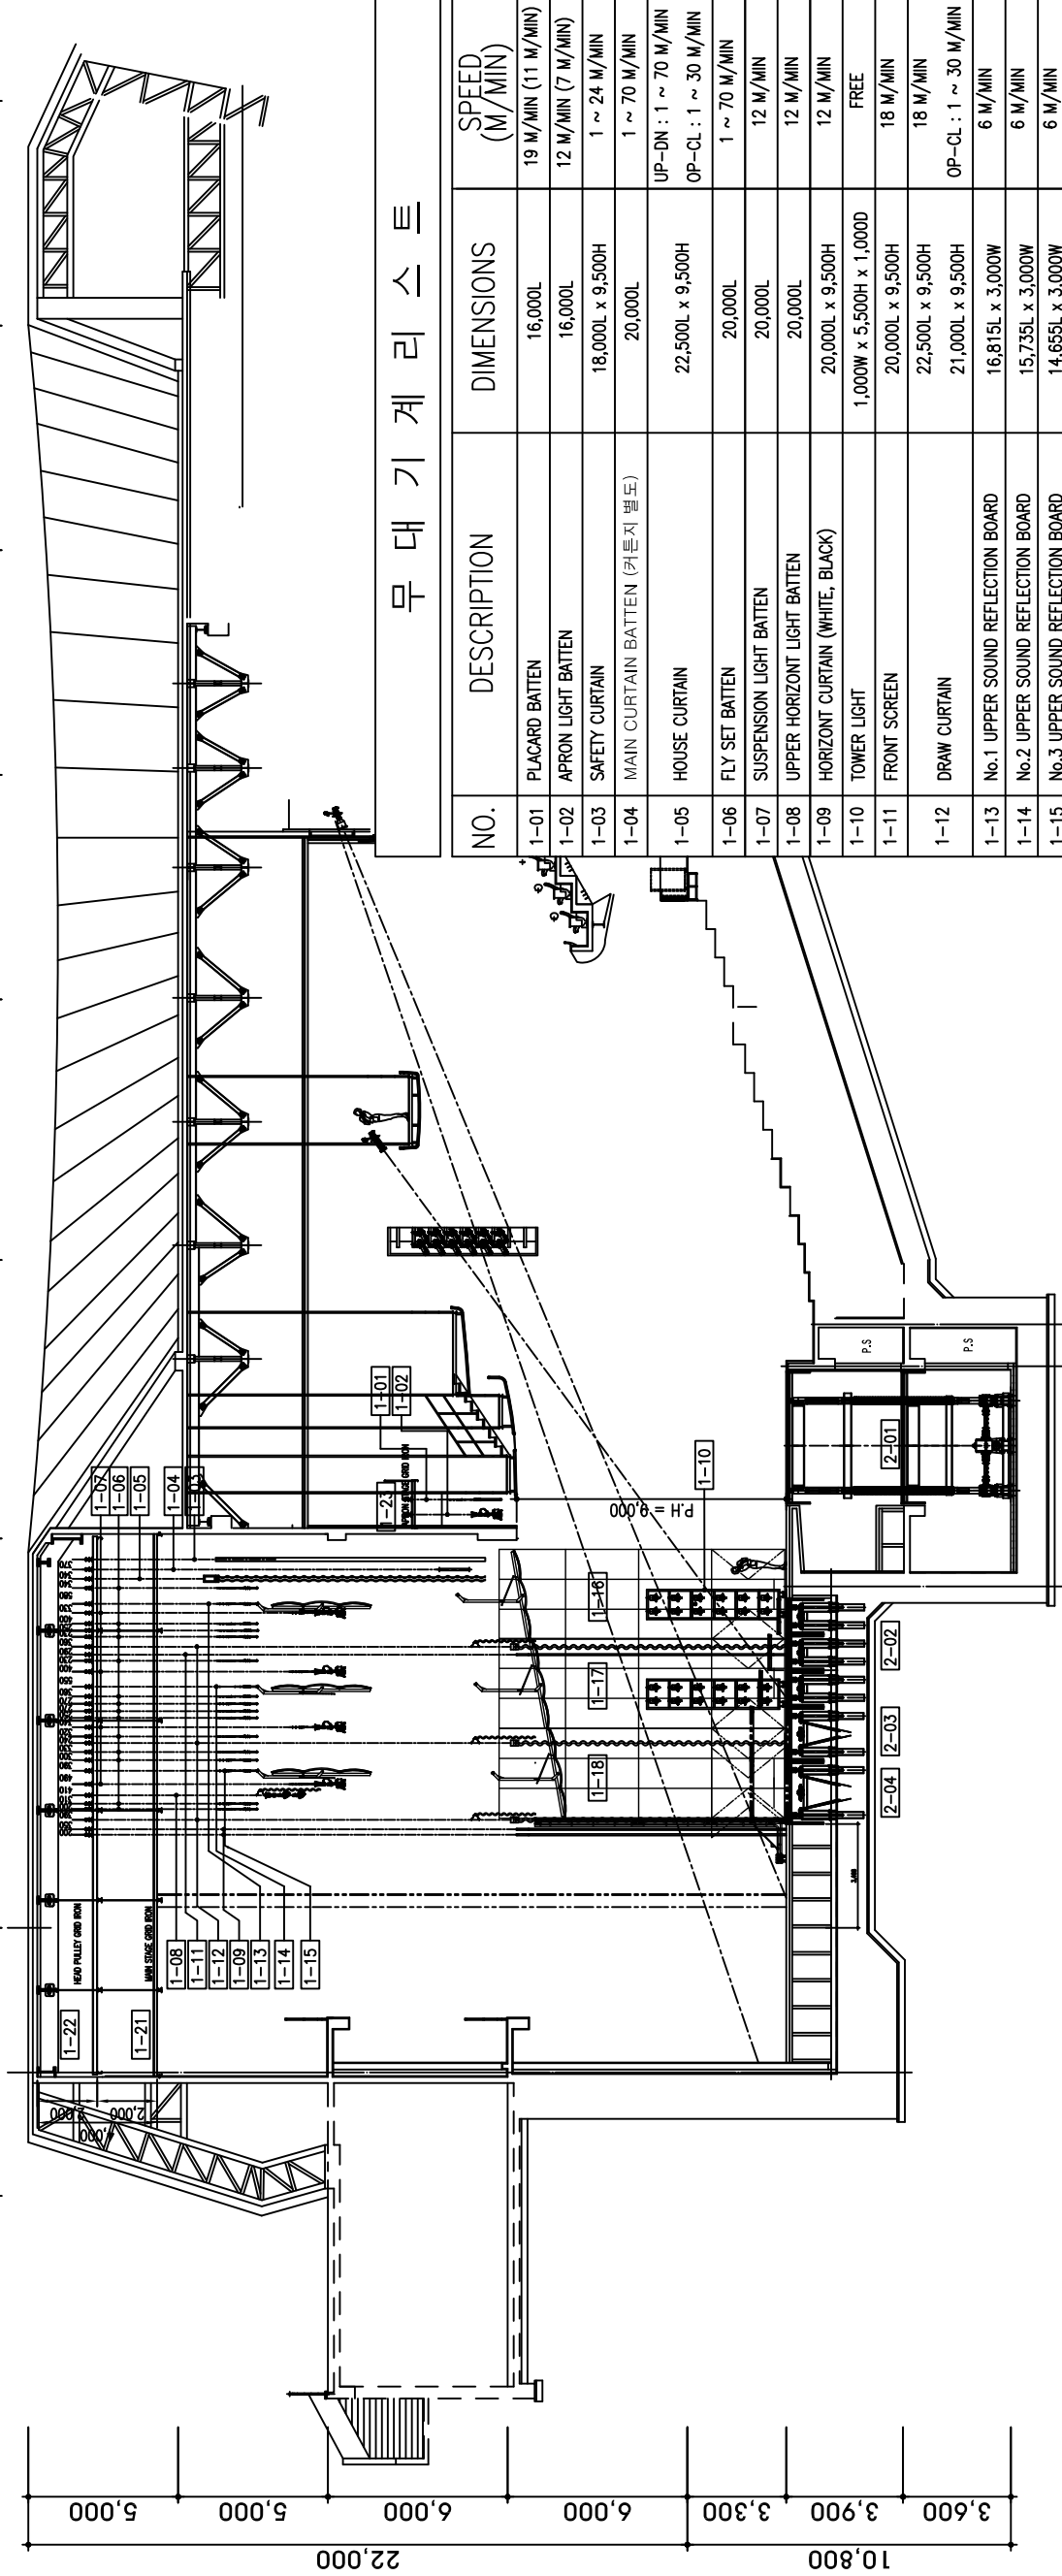 무 대 기 계 리 스 트
NO. DESCRIPTION DIMENSIONS SPEED (M/MIN)
1-01 PLACARD BATTEN 16,000L 19 M/MIN (11 M/MIN)
1-02 APRON LIGHT BATTEN 16,000L 12 M/MIN (7 M/MIN)
1-03 SAFETY CURTAIN 18,000L x 9,500H 1 ~ 24 M/MIN
1-04 MAIN CURTAIN BATTEN (커튼지 별도) 20,000L 1 ~ 70 M/MIN
1-05 HOUSE CURTAIN 22,500L x 9,500H UP-DN : 1 ~ 70 M/MIN
OP-CL : 1 ~ 30 M/MIN
1-06 FLY SET BATTEN 20,000L 1 ~ 70 M/MIN
1-07 SUSPENSION LIGHT BATTEN 20,000L 12 M/MIN
1-08 UPPER HORIZONT LIGHT BATTEN 20,000L 12 M/MIN
1-09 HORIZONT CURTAIN (WHITE, BLACK) 20,000L x 9,500H 12 M/MIN
1-10 TOWER LIGHT 1,000W x 5,500H x 1,000D FREE
1-11 FRONT SCREEN 20,000L x 9,500H 18 M/MIN
1-12 DRAW CURTAIN 22,500L x 9,500H 18 M/MIN
21,000L x 9,500H OP-CL : 1 ~ 30 M/MIN
1-13 No.1 UPPER SOUND REFLECTION BOARD 16,815L x 3,000W 6 M/MIN
1-14 No.2 UPPER SOUND REFLECTION BOARD 15,735L x 3,000W 6 M/MIN
1-15 No.3 UPPER SOUND REFLECTION BOARD 14,655L x 3,000W 6 M/MIN
1-07
1-06
1-05
1-04
1-03
1-01
1-02
1-23
APRON STAGE GRID IRON
P.H = 9,000
1-10
1-16
1-17
1-18
P.S
P.S
2-01
2-02
2-03
2-04
HEAD PULLEY GRID IRON
MAIN STAGE GRID IRON
1-22
1-21
1-08
1-11
1-12
1-09
1-13
1-14
1-15
2,000
2,000
4,000
5,000
5,000
6,000
6,000
3,300
3,900
3,600
22,000
10,800